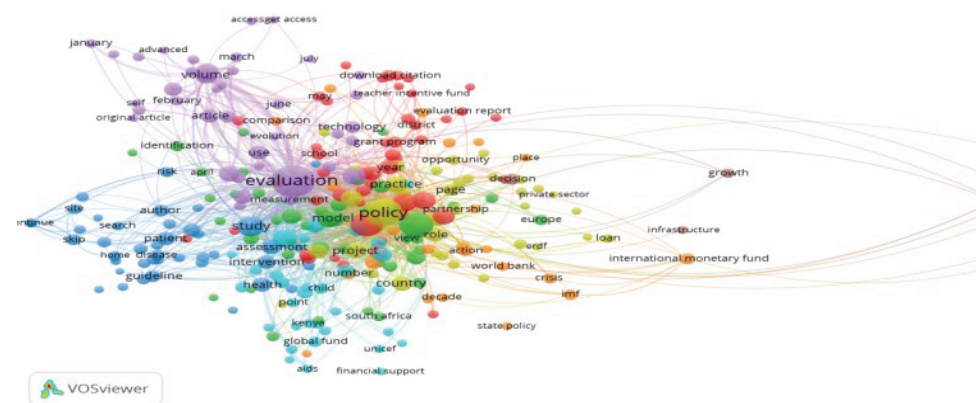 accessget access
january
advanced
march
july
volume
download citation
self
february
may
teacher incentive fund
original article
article
june
evaluation report
comparison
technology
district
identification
evolution
grant program
use
school
opportunity
place
risk
april
year
growth
evaluation
practice
decision
measurement
page
private sector
site
author
policy
partnership
tinue
search
study
model
europe
infrastructure
skip
patient
view
role
loan
home
disease
assessment
project
action
erdf
international monetary fund
guideline
intervention
number
world bank
health
child
country
crisis
point
decade
imf
kenya
south africa
state policy
global fund
unicef
aids
financial support
VOSviewer